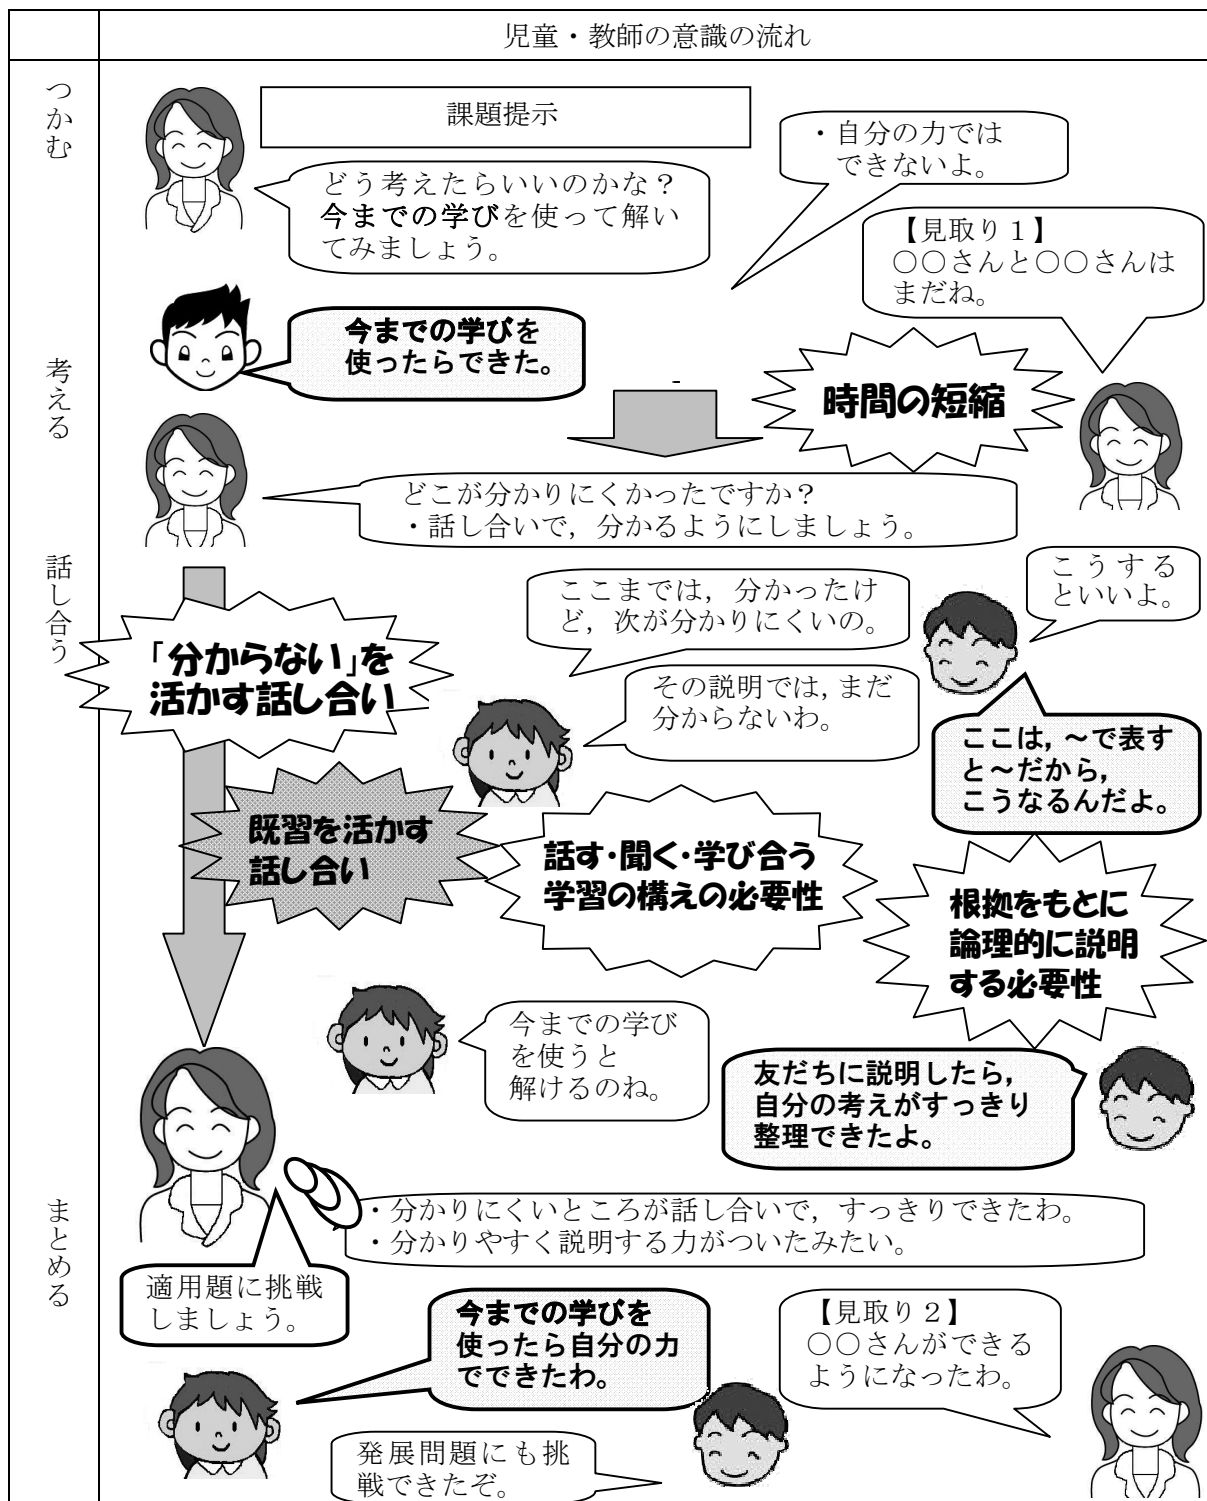 児童・教師の意識の流れ
つかむ
課題提示
・自分の力では
できないよ。
どう考えたらいいのかな？
今までの学びを使って解い
てみましょう。
【見取り１】
○○さんと○○さんは
まだね。
考える
今までの学びを
使ったらできた。
時間の短縮
どこが分かりにくかったですか？
・話し合いで，分かるようにしましょう。
話し合う
ここまでは，分かったけ
ど，次が分かりにくいの。
こうする
といいよ。
「分からない」を
活かす話し合い
その説明では，まだ
分からないわ。
ここは，～で表す
と～だから，
こうなるんだよ。
既習を活かす
話し合い
話す・聞く・学び合う
学習の構えの必要性
根拠をもとに
論理的に説明
する必要性
今までの学び
を使うと
解けるのね。
友だちに説明したら，
自分の考えがすっきり
整理できたよ。
まとめる
・分かりにくいところが話し合いで，すっきりできたわ。
・分かりやすく説明する力がついたみたい。
適用題に挑戦
しましょう。
今までの学びを
使ったら自分の力
でできたわ。
【見取り２】
○○さんができる
ようになったわ。
発展問題にも挑
戦できたぞ。